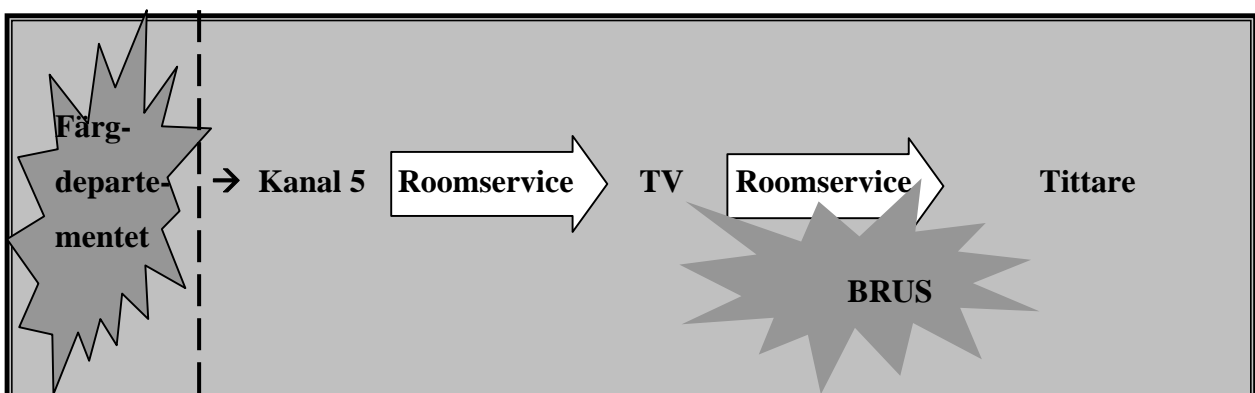 Färg-
departe-
mentet
→ Kanal 5
Roomservice
TV
Roomservice
Tittare
BRUS